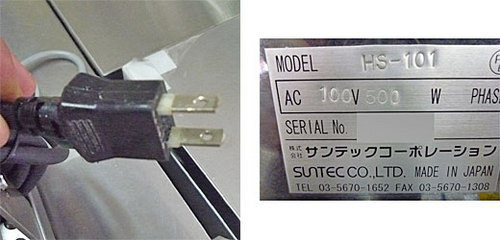 MODEL HS-101
AC 100V 500 W PHAS
SERIAL No.
株式会社 サンテックコーポレーション
SUNTEC CO.,LTD. MADE IN JAPAN
TEL 03-5670-1652 FAX 03-5670-1308